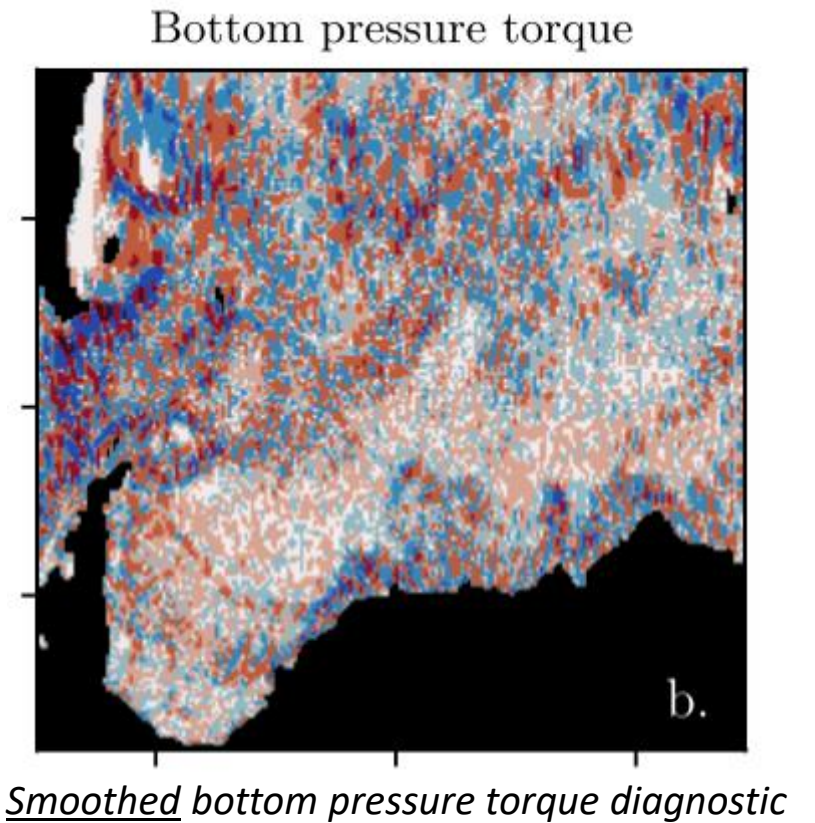 Bottom pressure torque
b.
Smoothed bottom pressure torque diagnostic